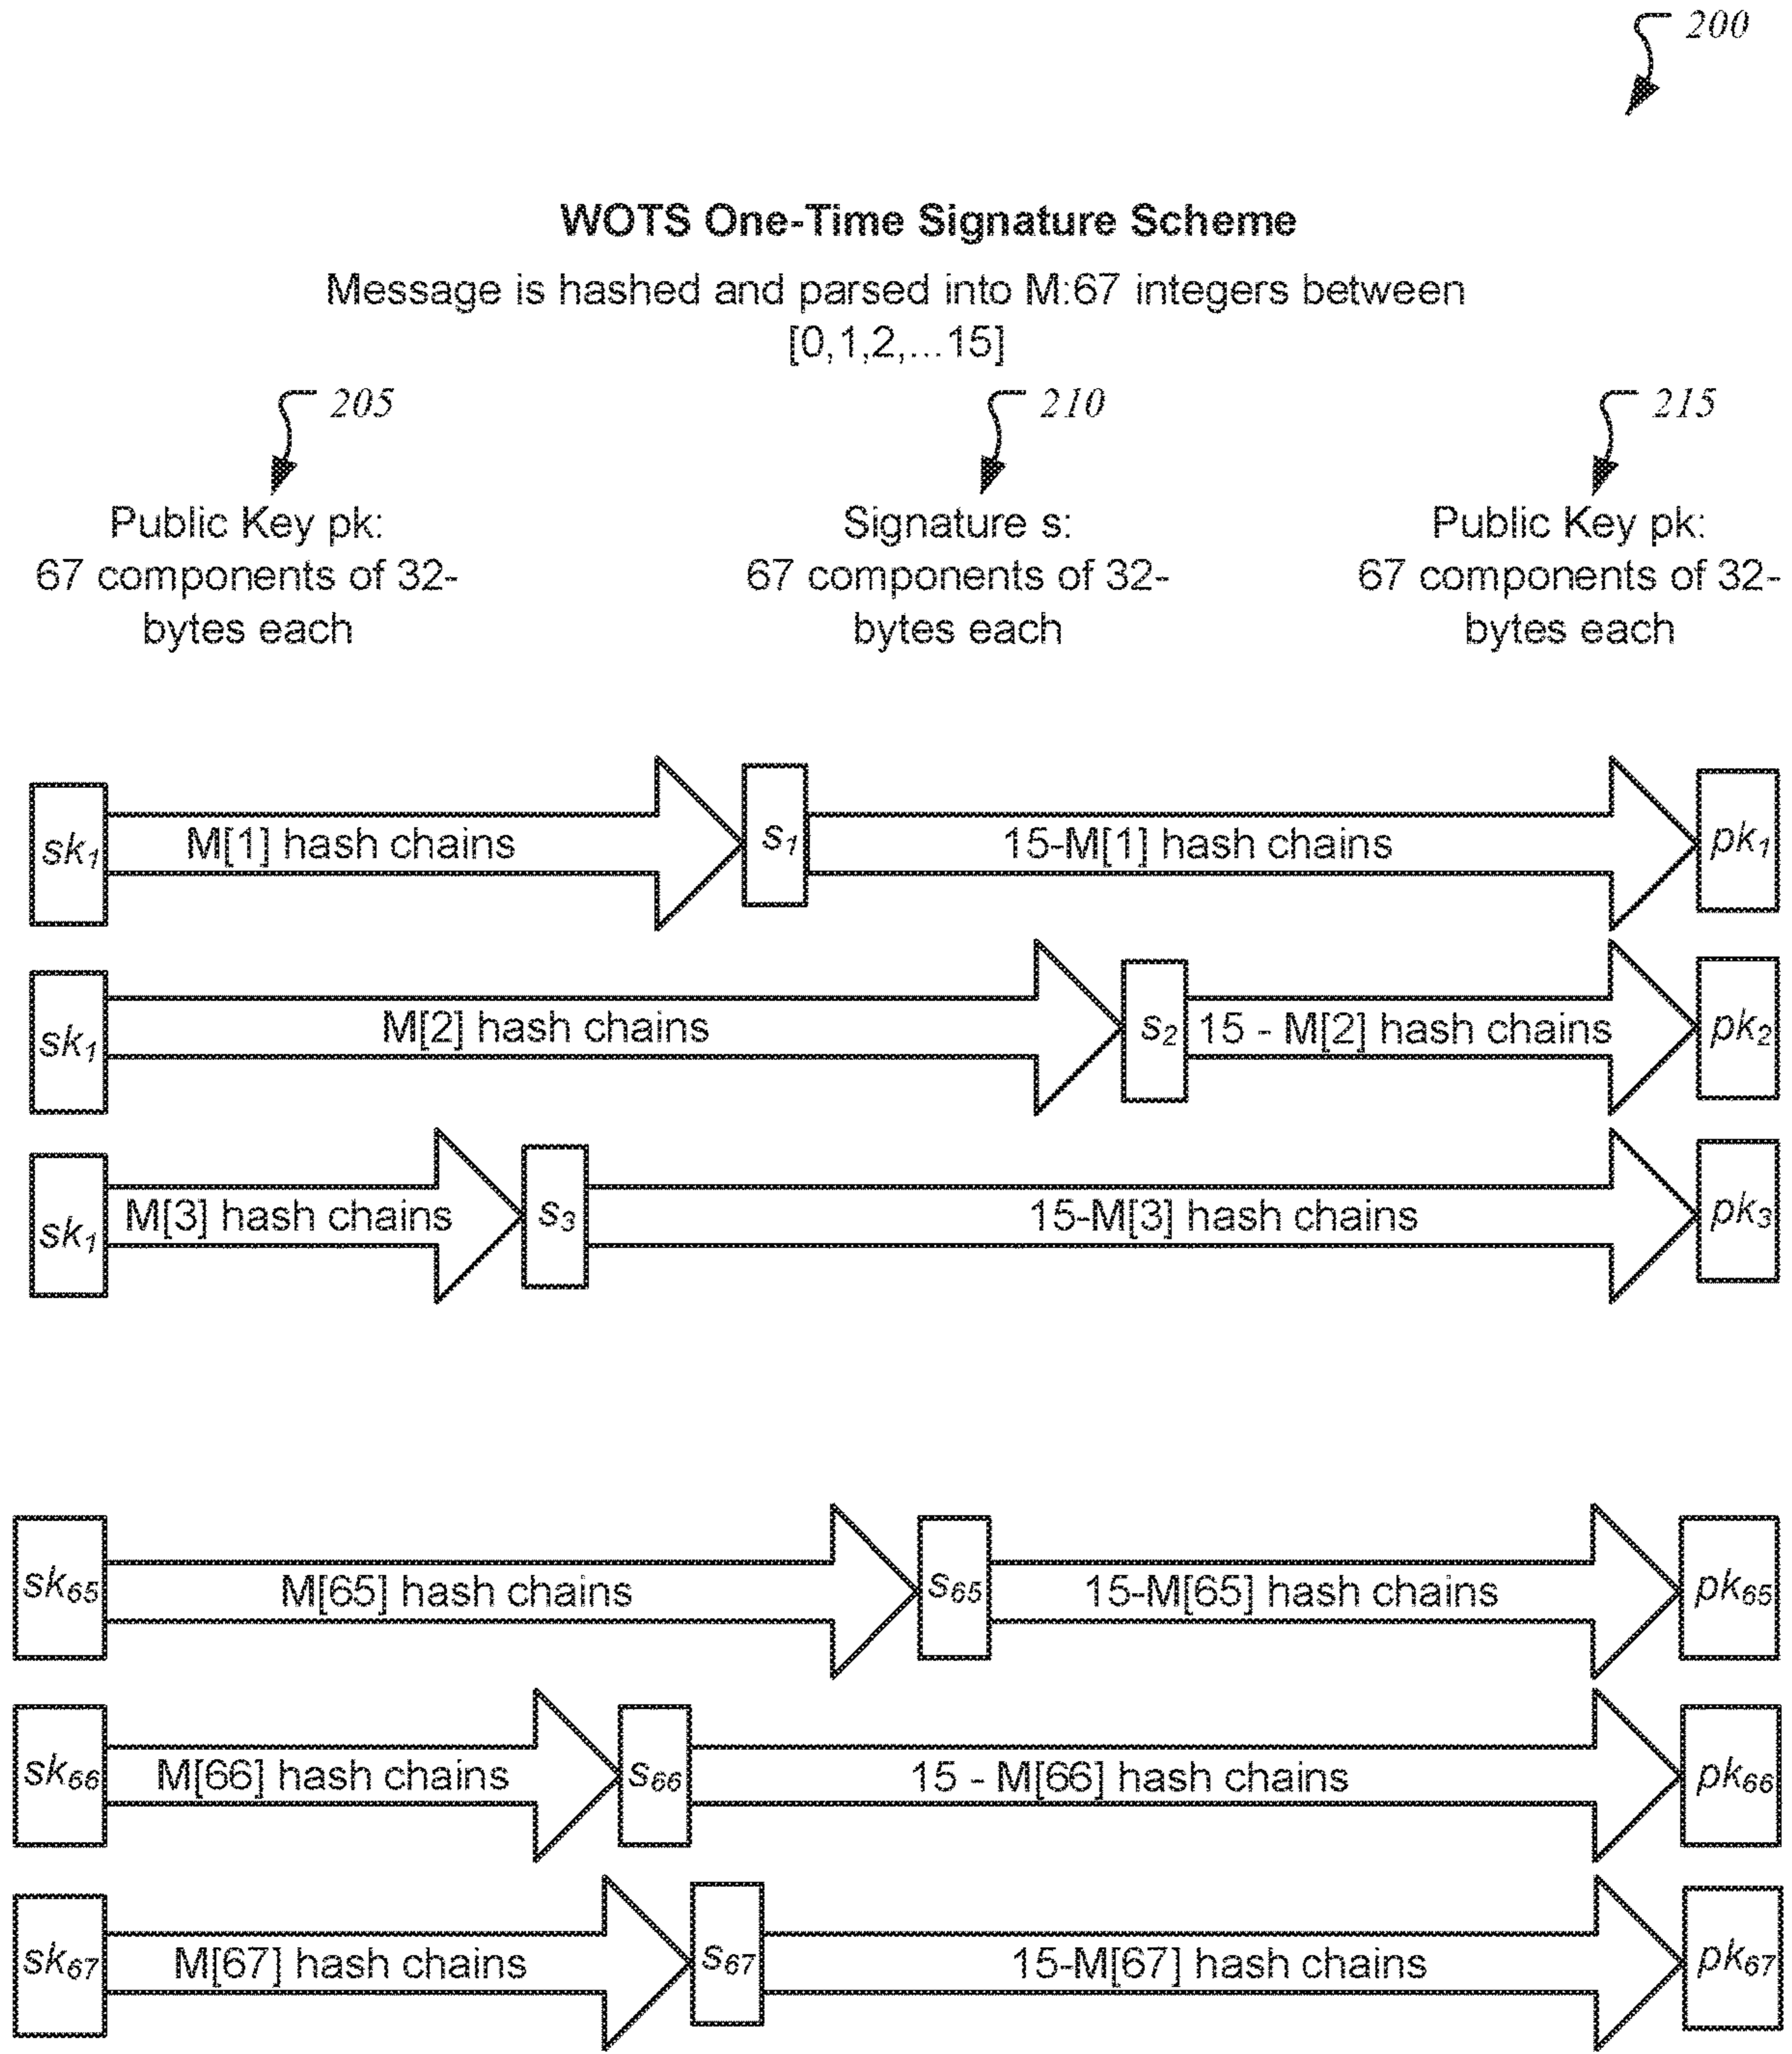 200
WOTS One-Time Signature Scheme
Message is hashed and parsed into M:67 integers between
[0,1,2,...15]
205
210
215
Public Key pk:
67 components of 32-
bytes each
Signature s:
67 components of 32-
bytes each
Public Key pk:
67 components of 32-
bytes each
sk1 M[1] hash chains s1 15-M[1] hash chains pk1
sk1 M[2] hash chains s2 15 - M[2] hash chains pk2
sk1 M[3] hash chains s3 15-M[3] hash chains pk3
sk65 M[65] hash chains s65 15-M[65] hash chains pk65
sk66 M[66] hash chains s66 15 - M[66] hash chains pk66
sk67 M[67] hash chains s67 15-M[67] hash chains pk67